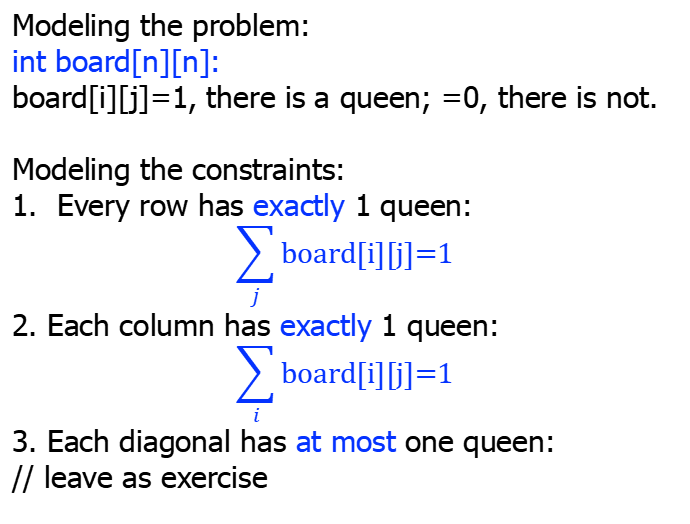 Modeling the problem:
int board[n][n]:
board[i][j]=1, there is a queen; =0, there is not.
Modeling the constraints:
1. Every row has exactly 1 queen:
∑ board[i][j]=1
j
2. Each column has exactly 1 queen:
∑ board[i][j]=1
i
3. Each diagonal has at most one queen:
// leave as exercise